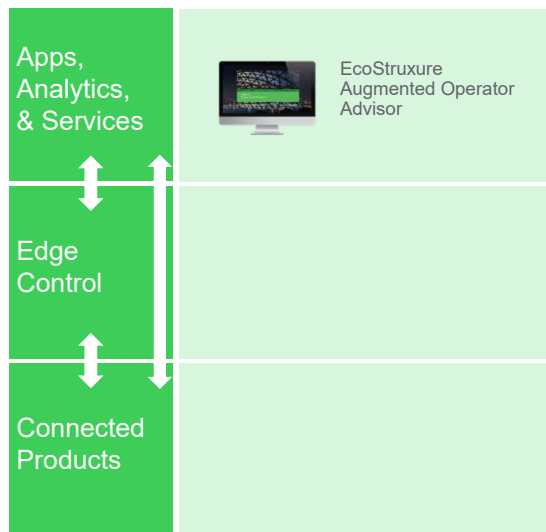 Apps,
Analytics,
& Services
EcoStruxure
Augmented Operator
Advisor
Edge
Control
Connected
Products